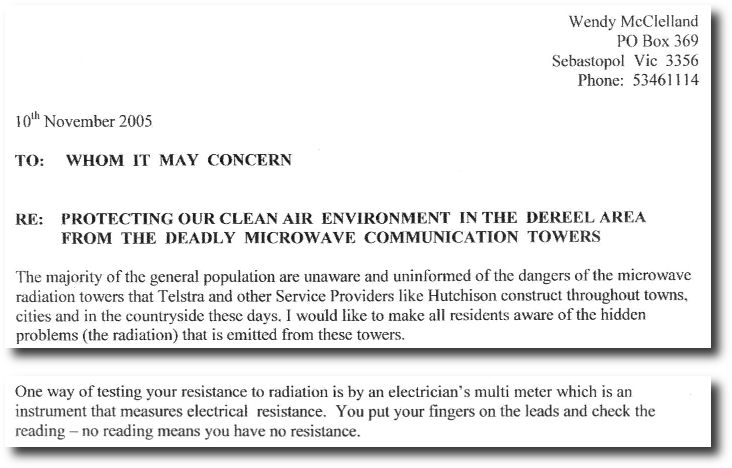 Wendy McClelland
PO Box 369
Sebastopol Vic 3356
Phone: 53461114
10th November 2005
TO: WHOM IT MAY CONCERN
RE: PROTECTING OUR CLEAN AIR ENVIRONMENT IN THE DEREEL AREA
FROM THE DEADLY MICROWAVE COMMUNICATION TOWERS
The majority of the general population are unaware and uninformed of the dangers of the microwave
radiation towers that Telstra and other Service Providers like Hutchison construct throughout towns,
cities and in the countryside these days. I would like to make all residents aware of the hidden
problems (the radiation) that is emitted from these towers.
One way of testing your resistance to radiation is by an electrician's multi meter which is an
instrument that measures electrical resistance. You put your fingers on the leads and check the
reading – no reading means you have no resistance.